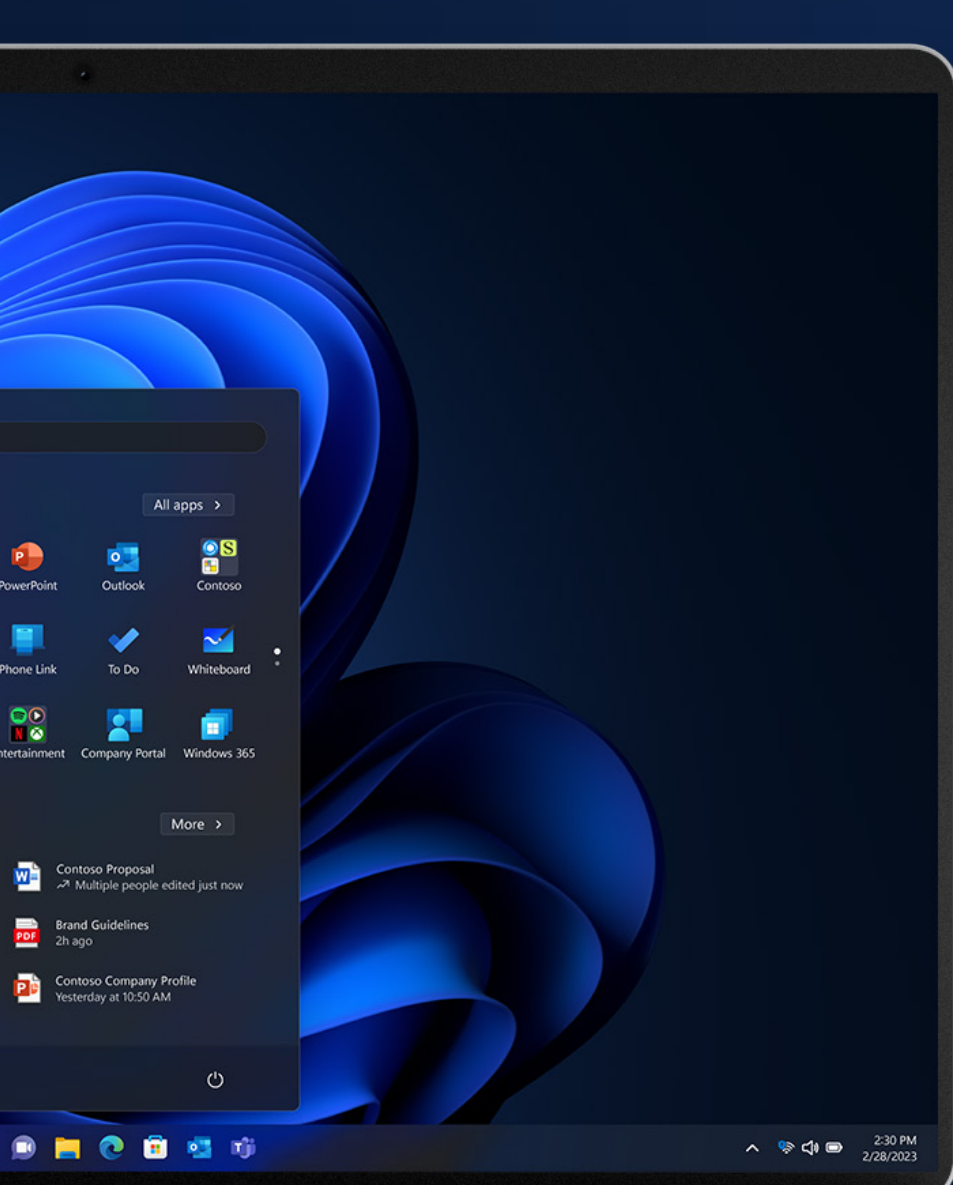 All apps
PowerPoint
Outlook
Contoso
Phone Link
To Do
Whiteboard
ntertainment
Company Portal
Windows 365
More
Contoso Proposal
Multiple people edited just now
Brand Guidelines
2h ago
PDF
Contoso Company Profile
Yesterday at 10:50 AM
2:30 PM
2/28/2023